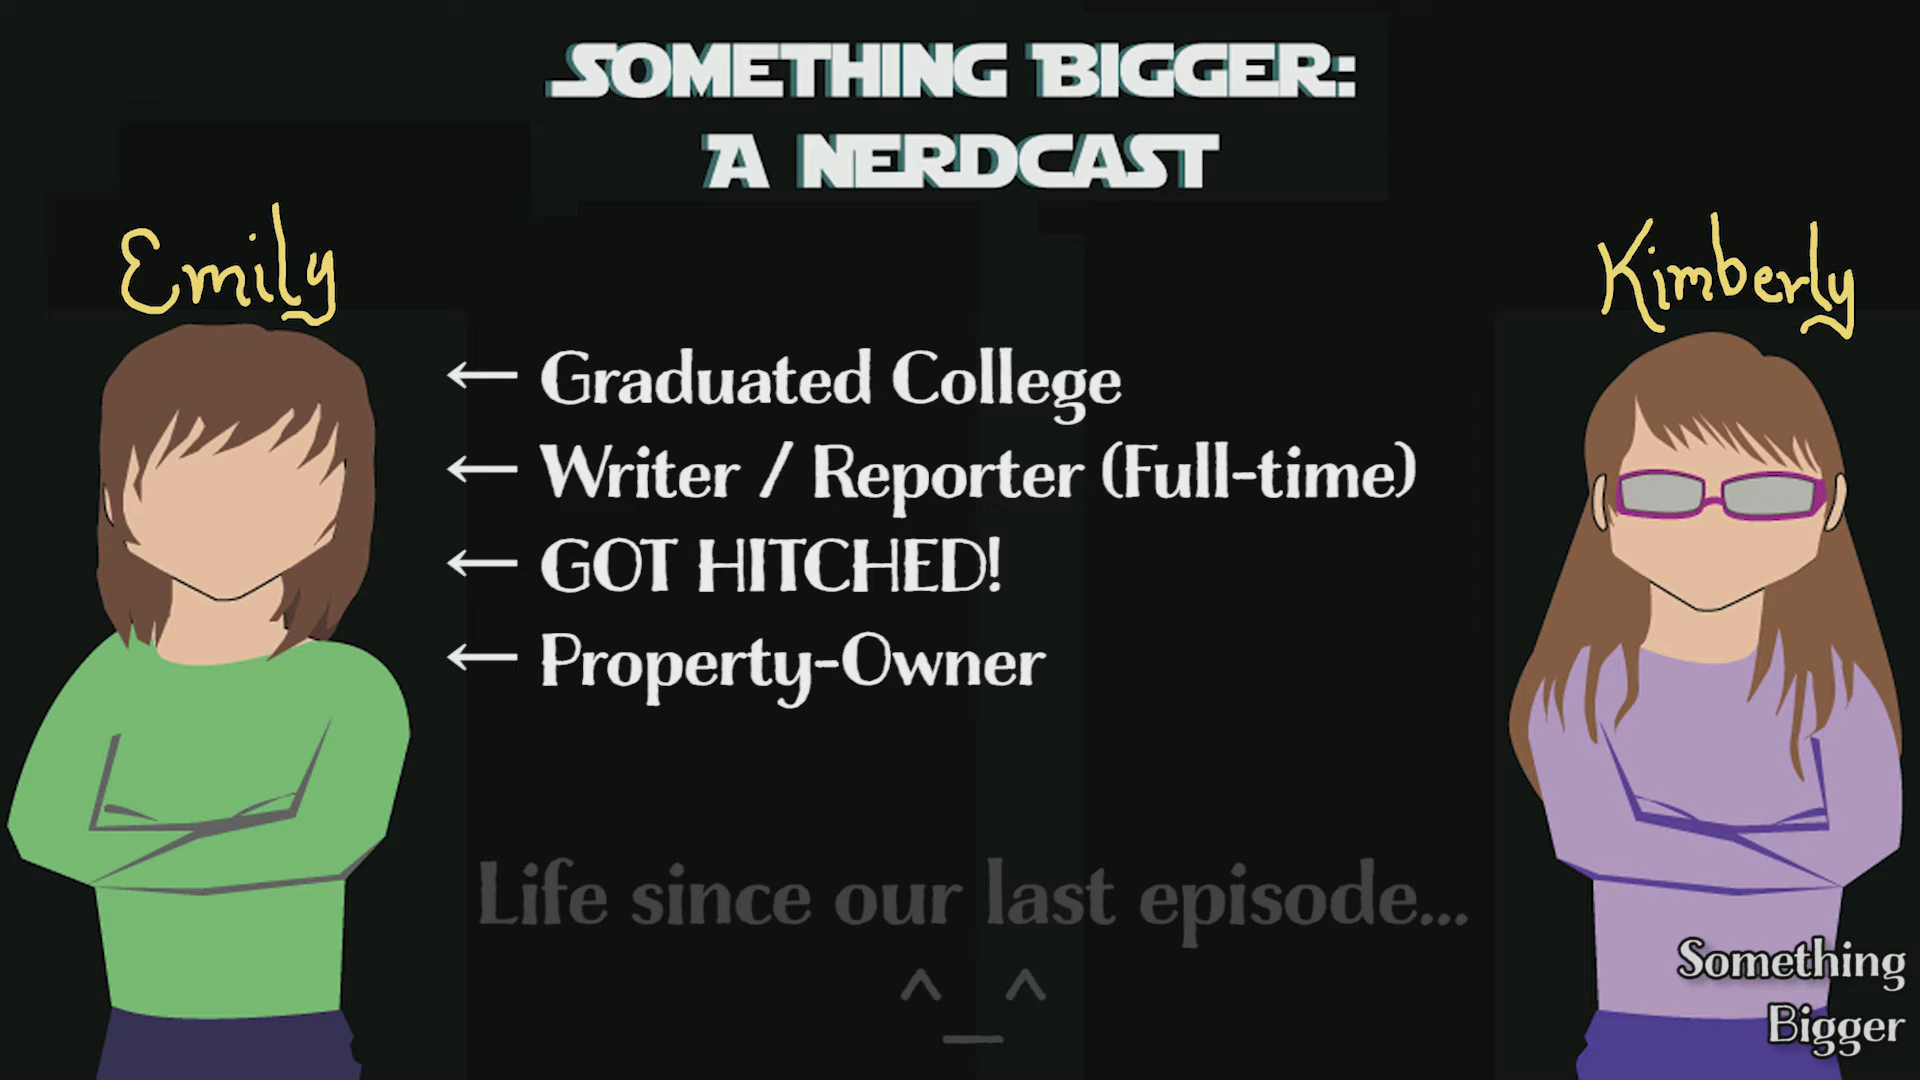 SOMETHING BIGGER:
A NERDCAST
Emily
Kimberly
← Graduated College
← Writer / Reporter (Full-time)
← GOT HITCHED!
← Property-Owner
Life since our last episode...
^ ^
_
Something
Bigger